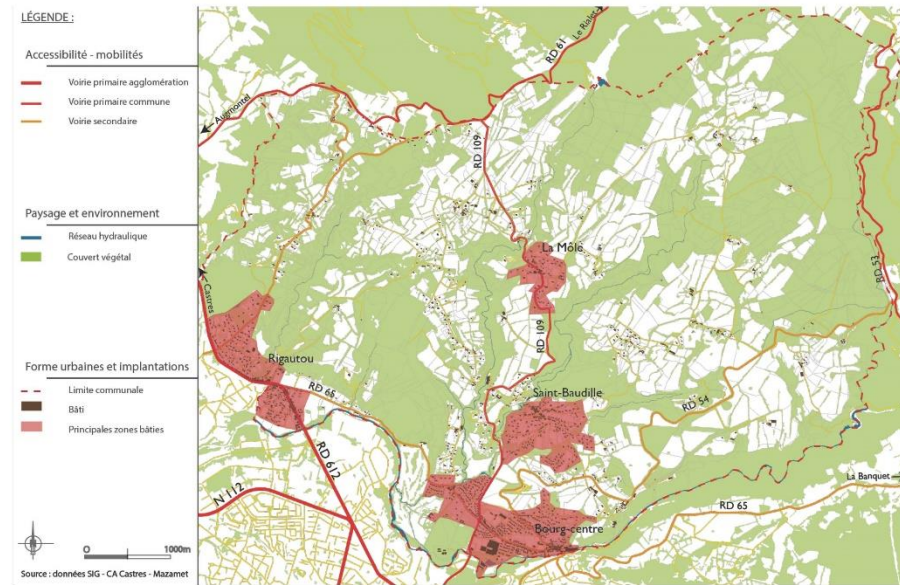 LÉGENDE :
Accessibilité - mobilités
Voirie primaire agglomération
Voirie primaire commune
Voirie secondaire
Paysage et environnement
Réseau hydraulique
Couvert végétal
Forme urbaines et implantations
Limite communale
Bâti
Principales zones bâties
0 1000m
Source : données SIG - CA Castres - Mazamet
Le Rialet
RD 61
Augmontel
RD 109
La Môle
RD 53
Castres
RD 109
Rigautou
RD 65
Saint-Baudille
RD 54
RD 612
La Banquet
N 112
RD 65
Bourg-centre